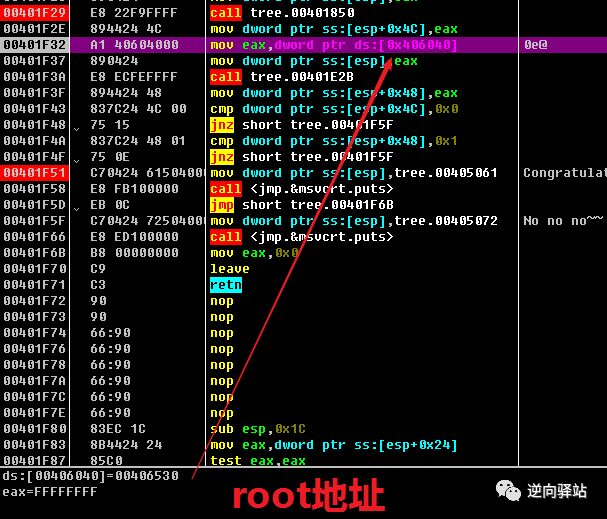 00401F29 E8 22F9FFFF call tree.00401850
00401F2E 894424 4C mov dword ptr ss:[esp+0x4C],eax
00401F32 A1 40604000 mov eax,dword ptr ds:[0x406040] 0e@
00401F37 890424 mov dword ptr ss:[esp],eax
00401F3A E8 ECFEFFFF call tree.00401E2B
00401F3F 894424 48 mov dword ptr ss:[esp+0x48],eax
00401F43 837C24 4C 00 cmp dword ptr ss:[esp+0x4C],0x0
00401F48 75 15 jnz short tree.00401F5F
00401F4A 837C24 48 01 cmp dword ptr ss:[esp+0x48],0x1
00401F4F 75 0E jnz short tree.00401F5F
00401F51 C70424 61504000 mov dword ptr ss:[esp],tree.00405061 Congratulat
00401F58 E8 FB100000 call <jmp.&msvcrt.puts>
00401F5D EB 0C jmp short tree.00401F6B
00401F5F C70424 72504000 mov dword ptr ss:[esp],tree.00405072 No no no~~
00401F66 E8 ED100000 call <jmp.&msvcrt.puts>
00401F6B B8 00000000 mov eax,0x0
00401F70 C9 leave
00401F71 C3 retn
00401F72 90 nop
00401F73 90 nop
00401F74 66:90 nop
00401F76 66:90 nop
00401F78 66:90 nop
00401F7A 66:90 nop
00401F7C 66:90 nop
00401F7E 66:90 nop
00401F80 83EC 1C sub esp,0x1C
00401F83 8B4424 24 mov eax,dword ptr ss:[esp+0x24]
00401F87 85C0 test eax,eax
ds:[00406040]=00406530
eax=FFFFFFFF
root地址
逆向驿站